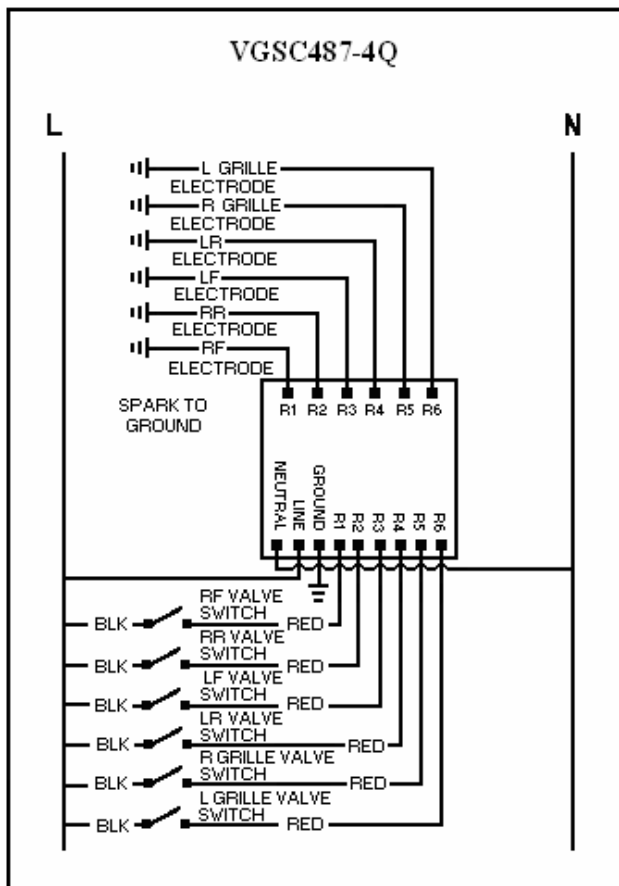 VGSC487-4Q
L
N
L GRILLE
ELECTRODE
R GRILLE
ELECTRODE
LR
ELECTRODE
LF
ELECTRODE
RR
ELECTRODE
RF
ELECTRODE
SPARK TO
GROUND
R1 R2 R3 R4 R5 R6
NEUTRAL LINE GROUND R1 R2 R3 R4 R5 R6
RF VALVE
SWITCH
BLK RED
RR VALVE
SWITCH
BLK RED
LF VALVE
SWITCH
BLK RED
LR VALVE
SWITCH
BLK RED
R GRILLE VALVE
SWITCH
BLK RED
L GRILLE VALVE
SWITCH
BLK RED